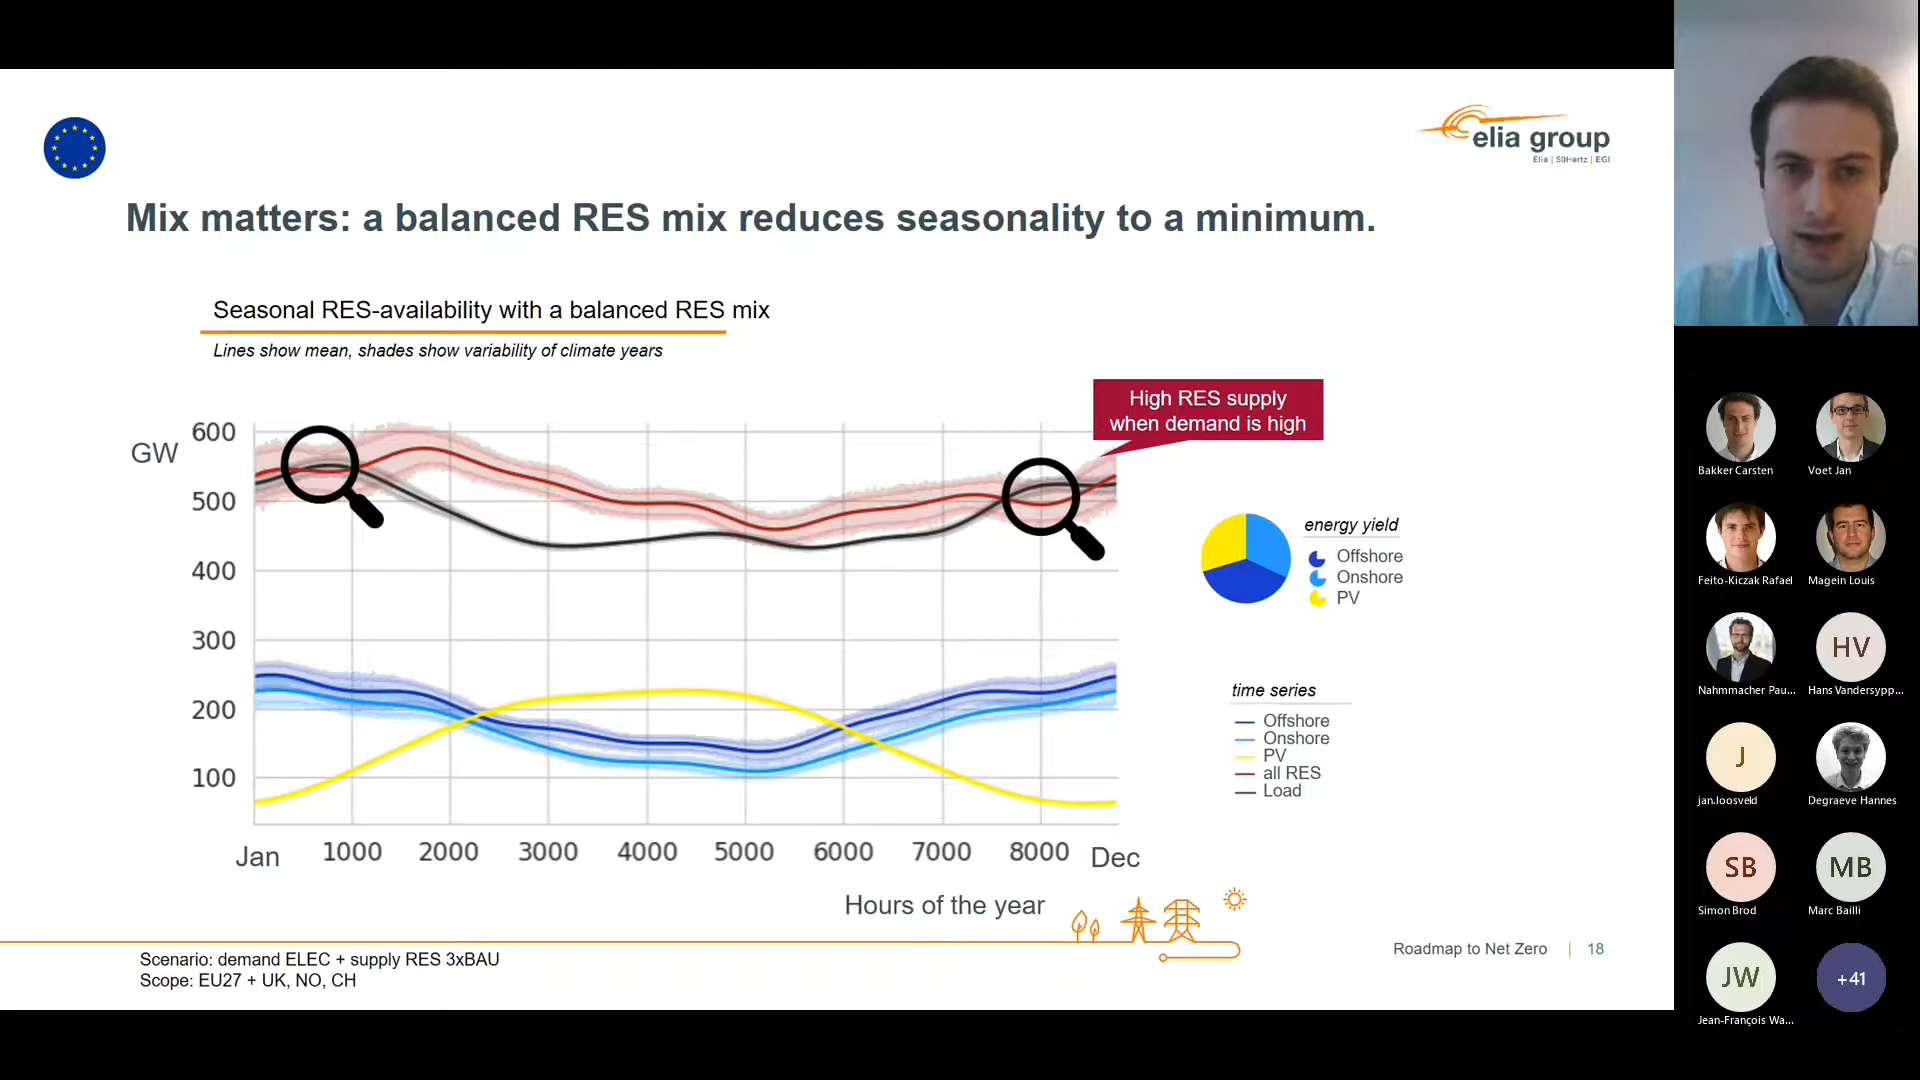 elia group
Elia | 50Hertz | EGI
Mix matters: a balanced RES mix reduces seasonality to a minimum.
Seasonal RES-availability with a balanced RES mix
Lines show mean, shades show variability of climate years
High RES supply
when demand is high
GW
600
500
400
300
200
100
Jan
1000
2000
3000
4000
5000
6000
7000
8000
Dec
Hours of the year
energy yield
Offshore
Onshore
PV
time series
Offshore
Onshore
PV
all RES
Load
Scenario: demand ELEC + supply RES 3xBAU
Scope: EU27 + UK, NO, CH
Roadmap to Net Zero | 18
Bakker Carsten
Voet Jan
Feito-Kiczak Rafael
Magein Louis
Nahmmacher Pau...
HV
Hans Vandersypp...
J
jan.loosveld
Degraeve Hannes
SB
Simon Brod
MB
Marc Bailli
JW
Jean-François Wa...
+41